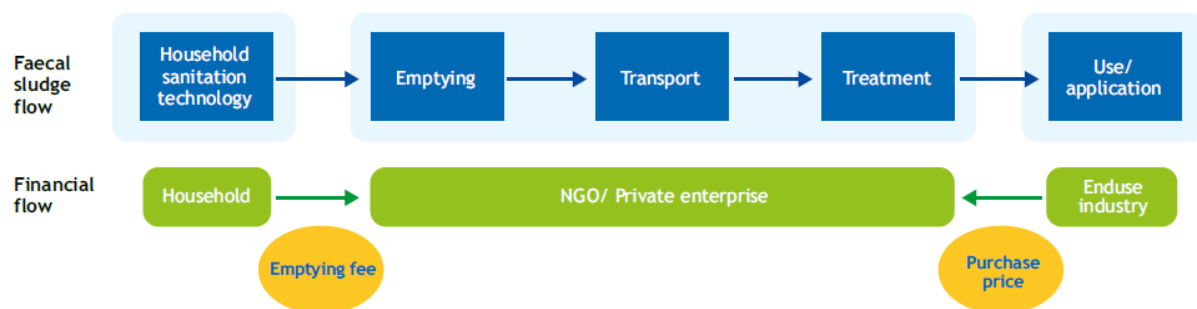 Faecal
sludge
flow
Household
sanitation
technology
Emptying
Transport
Treatment
Use/
application
Financial
flow
Household
NGO/ Private enterprise
Enduse
industry
Emptying fee
Purchase
price